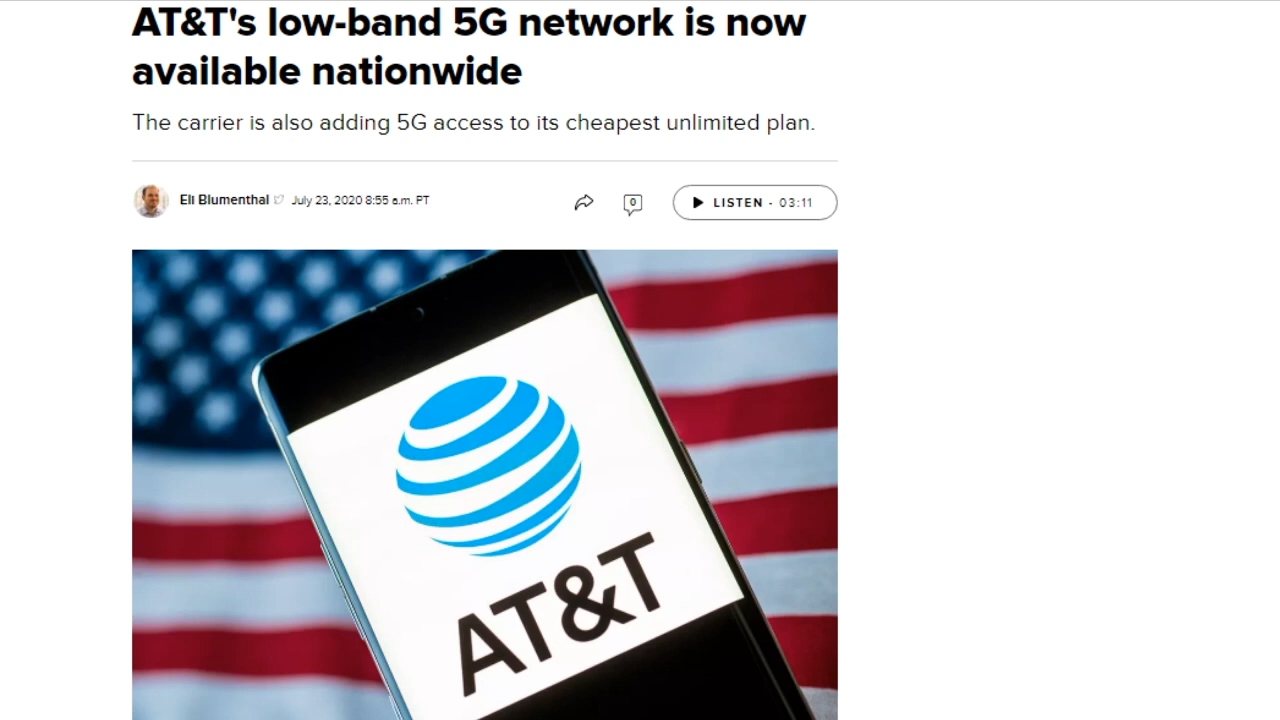 AT&T's low-band 5G network is now
available nationwide
The carrier is also adding 5G access to its cheapest unlimited plan.
Eli Blumenthal July 23, 2020 8:55 a.m. PT
0
LISTEN - 03:11
AT&T